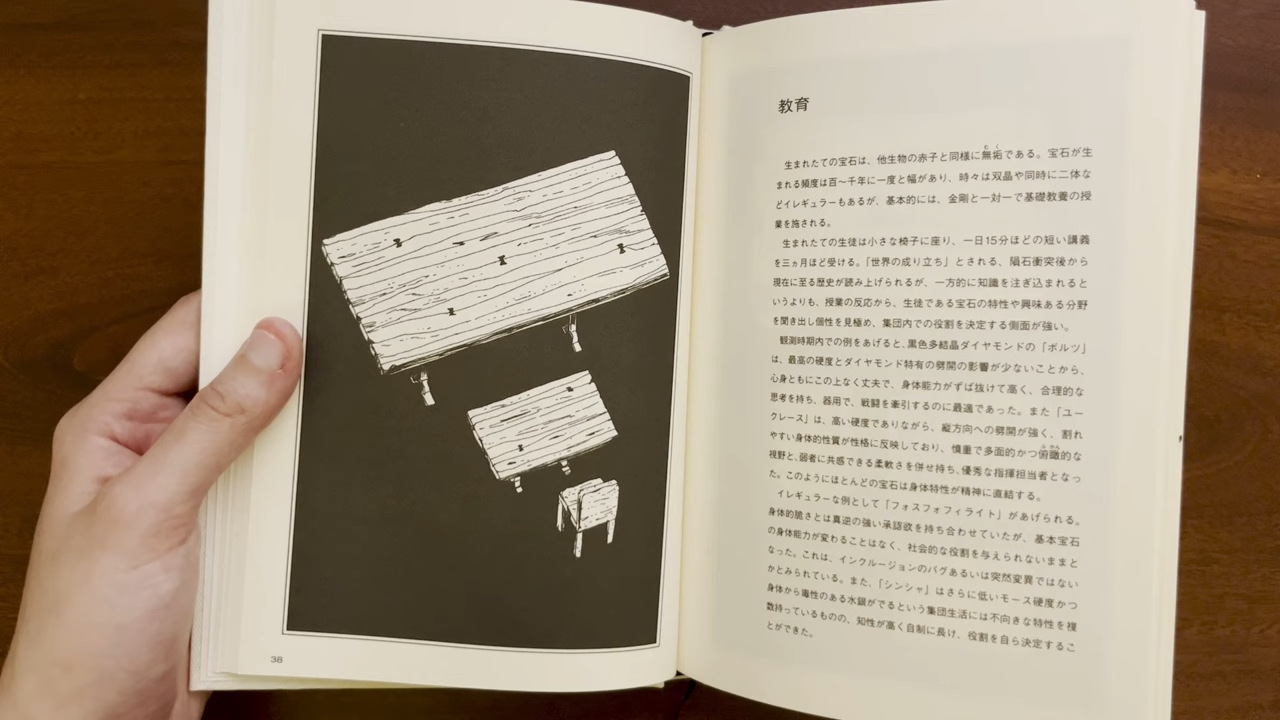 38
教育
生まれたての宝石は、他生物の赤子と同様に無垢である。宝石が生
まれる頻度は百〜千年に一度と幅があり、時々は双晶や同時に二体な
どイレギュラーもあるが、基本的には、金剛と一対一で基礎教養の授
業を施される。
生まれたての生徒は小さな椅子に座り、一日15分ほどの短い講義
を三ヵ月ほど受ける。「世界の成り立ち」とされる、隕石衝突後から
現在に至る歴史が読み上げられるが、一方的に知識を注ぎ込まれると
いうよりも、授業の反応から、生徒である宝石の特性や興味ある分野
を聞き出し個性を見極め、集団内での役割を決定する側面が強い。
観測時期内での例をあげると、黒色多結晶ダイヤモンドの「ボルツ」
は、最高の硬度とダイヤモンド特有の劈開の影響が少ないことから、
心身ともにこの上なく丈夫で、身体能力がずば抜けて高く、合理的な
思考を持ち、器用で、戦闘を牽引するのに最適であった。また「ユー
クレース」は、高い硬度でありながら、縦方向への劈開が強く、割れ
やすい身体的性質が性格に反映しており、慎重で多面的かつ俯瞰的な
視野と、弱者に共感できる柔軟さを併せ持ち、優秀な指揮担当者となっ
た。このようにほとんどの宝石は身体特性が精神に直結する。
イレギュラーな例として「フォスフォフィライト」があげられる。
身体的脆さとは真逆の強い承認欲を持ち合わせていたが、基本宝石
の身体能力が変わることはなく、社会的な役割を与えられないままと
なった。これは、インクルージョンのバグあるいは突然変異ではない
かとみられている。また、「シンシャ」はさらに低いモース硬度かつ
身体から毒性のある水銀がでるという集団生活には不向きな特性を複
数持っているものの、知性が高く自制に長け、役割を自ら決定するこ
とができた。